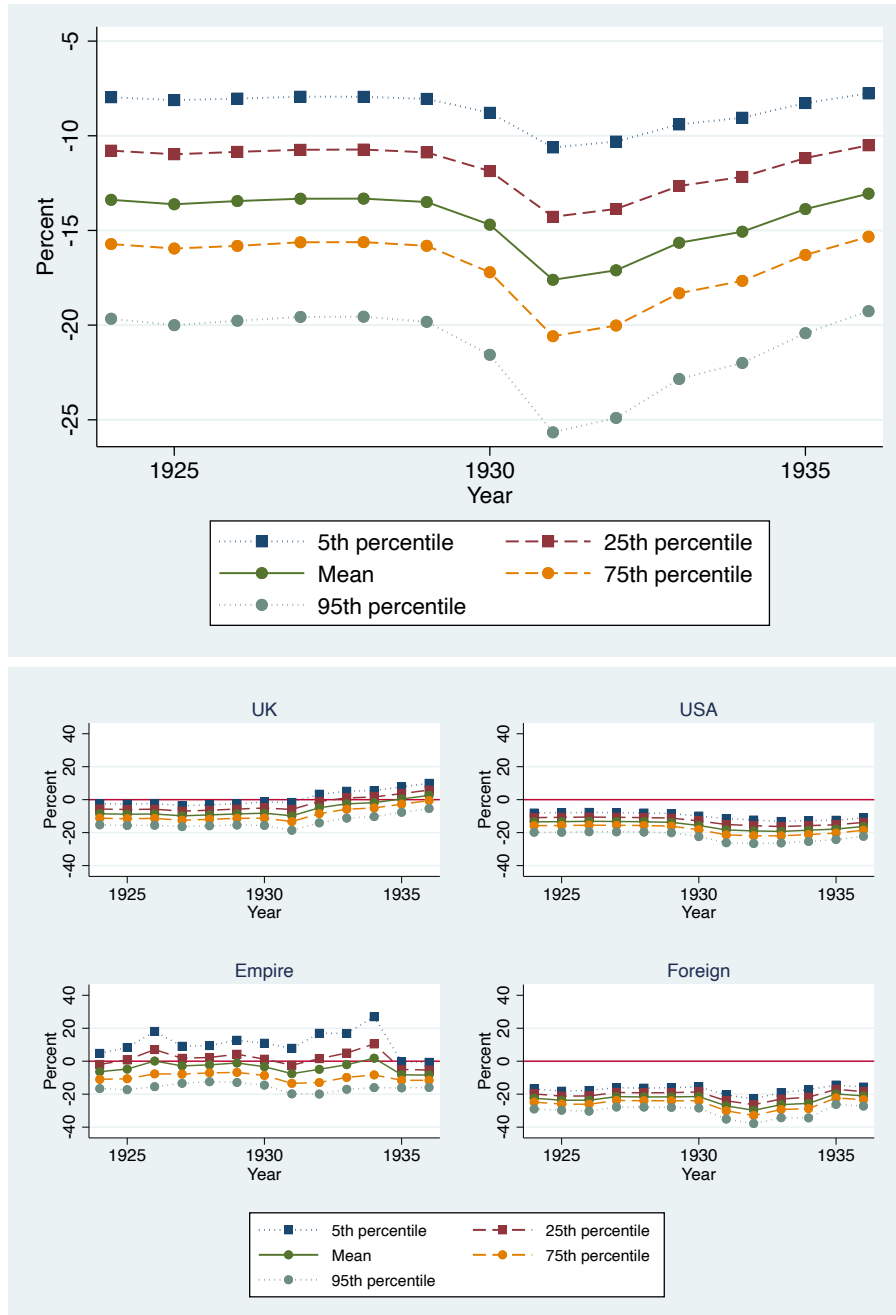 -5
-10
-15
-20
-25
Percent
1925
1930
1935
Year
5th percentile
25th percentile
Mean
75th percentile
95th percentile
UK
40
20
0
-20
-40
Percent
1925
1930
1935
Year
USA
40
20
0
-20
-40
Percent
1925
1930
1935
Year
Empire
40
20
0
-20
-40
Percent
1925
1930
1935
Year
Foreign
40
20
0
-20
-40
Percent
1925
1930
1935
Year
5th percentile
25th percentile
Mean
75th percentile
95th percentile